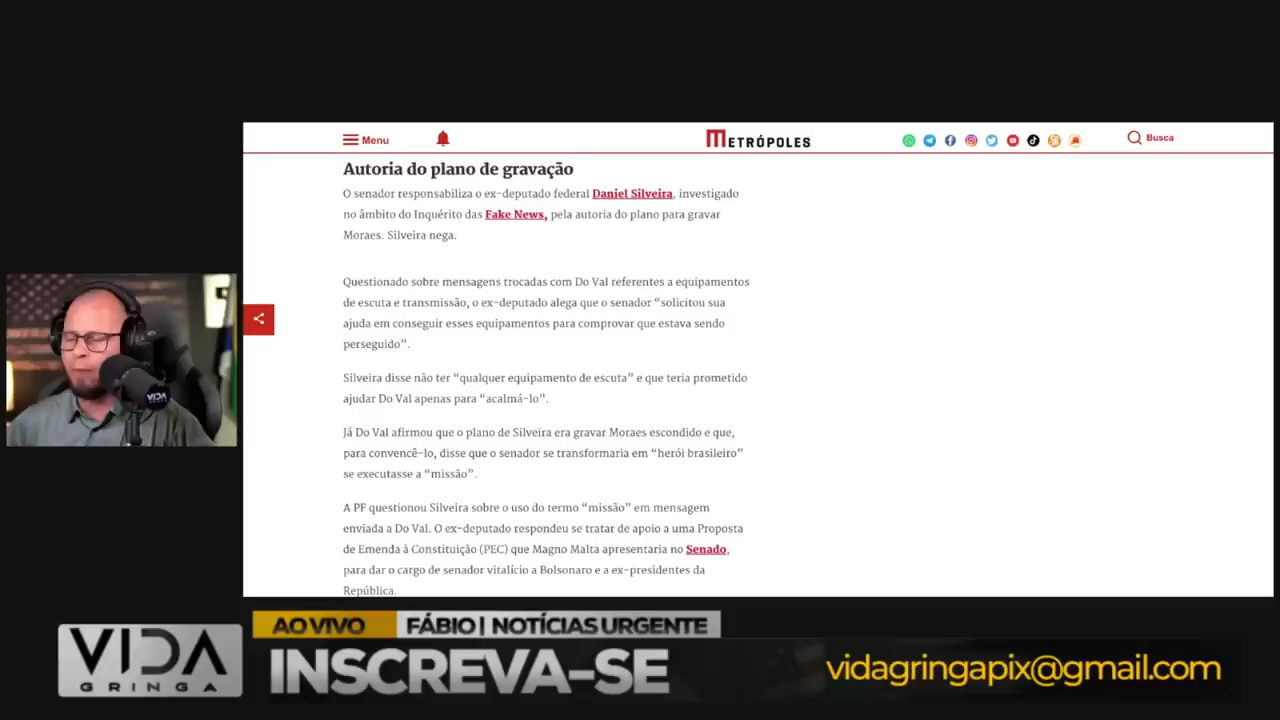 Menu
METRÓPOLES
Busca
Autoria do plano de gravação
O senador responsabiliza o ex-deputado federal Daniel Silveira, investigado
no âmbito do Inquérito das Fake News, pela autoria do plano para gravar
Moraes. Silveira nega.
Questionado sobre mensagens trocadas com Do Val referentes a equipamentos
de escuta e transmissão, o ex-deputado alega que o senador “solicitou sua
ajuda em conseguir esses equipamentos para comprovar que estava sendo
perseguido”.
Silveira disse não ter “qualquer equipamento de escuta” e que teria prometido
ajudar Do Val apenas para “acalmá-lo”.
Já Do Val afirmou que o plano de Silveira era gravar Moraes escondido e que,
para convencê-lo, disse que o senador se transformaria em “herói brasileiro”
se executasse a “missão”.
A PF questionou Silveira sobre o uso do termo “missão” em mensagem
enviada a Do Val. O ex-deputado respondeu se tratar de apoio a uma Proposta
de Emenda à Constituição (PEC) que Magno Malta apresentaria no Senado,
para dar o cargo de senador vitalício a Bolsonaro e a ex-presidentes da
República.
VIDA
AO VIVO FÁBIO | NOTÍCIAS URGENTE
VIDA
GRINGA
INSCREVA-SE
vidagringapix@gmail.com